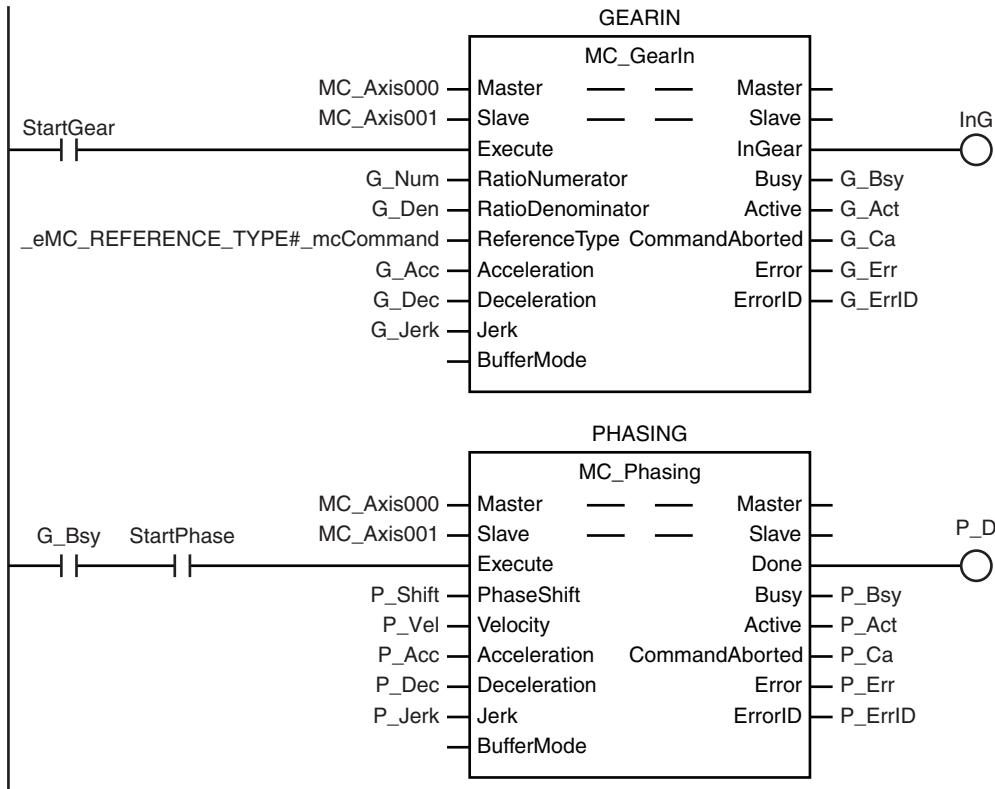 GEARIN
MC_GearIn
MC_Axis000 Master Master
MC_Axis001 Slave Slave
StartGear InG
Execute InGear
G_Num RatioNumerator Busy G_Bsy
G_Den RatioDenominator Active G_Act
_eMC_REFERENCE_TYPE#_mcCommand ReferenceType CommandAborted G_Ca
G_Acc Acceleration Error G_Err
G_Dec Deceleration ErrorID G_ErrID
G_Jerk Jerk
BufferMode
PHASING
MC_Phasing
MC_Axis000 Master Master
MC_Axis001 Slave Slave
G_Bsy StartPhase P_D
Execute Done
P_Shift PhaseShift Busy P_Bsy
P_Vel Velocity Active P_Act
P_Acc Acceleration CommandAborted P_Ca
P_Dec Deceleration Error P_Err
P_Jerk Jerk ErrorID P_ErrID
BufferMode